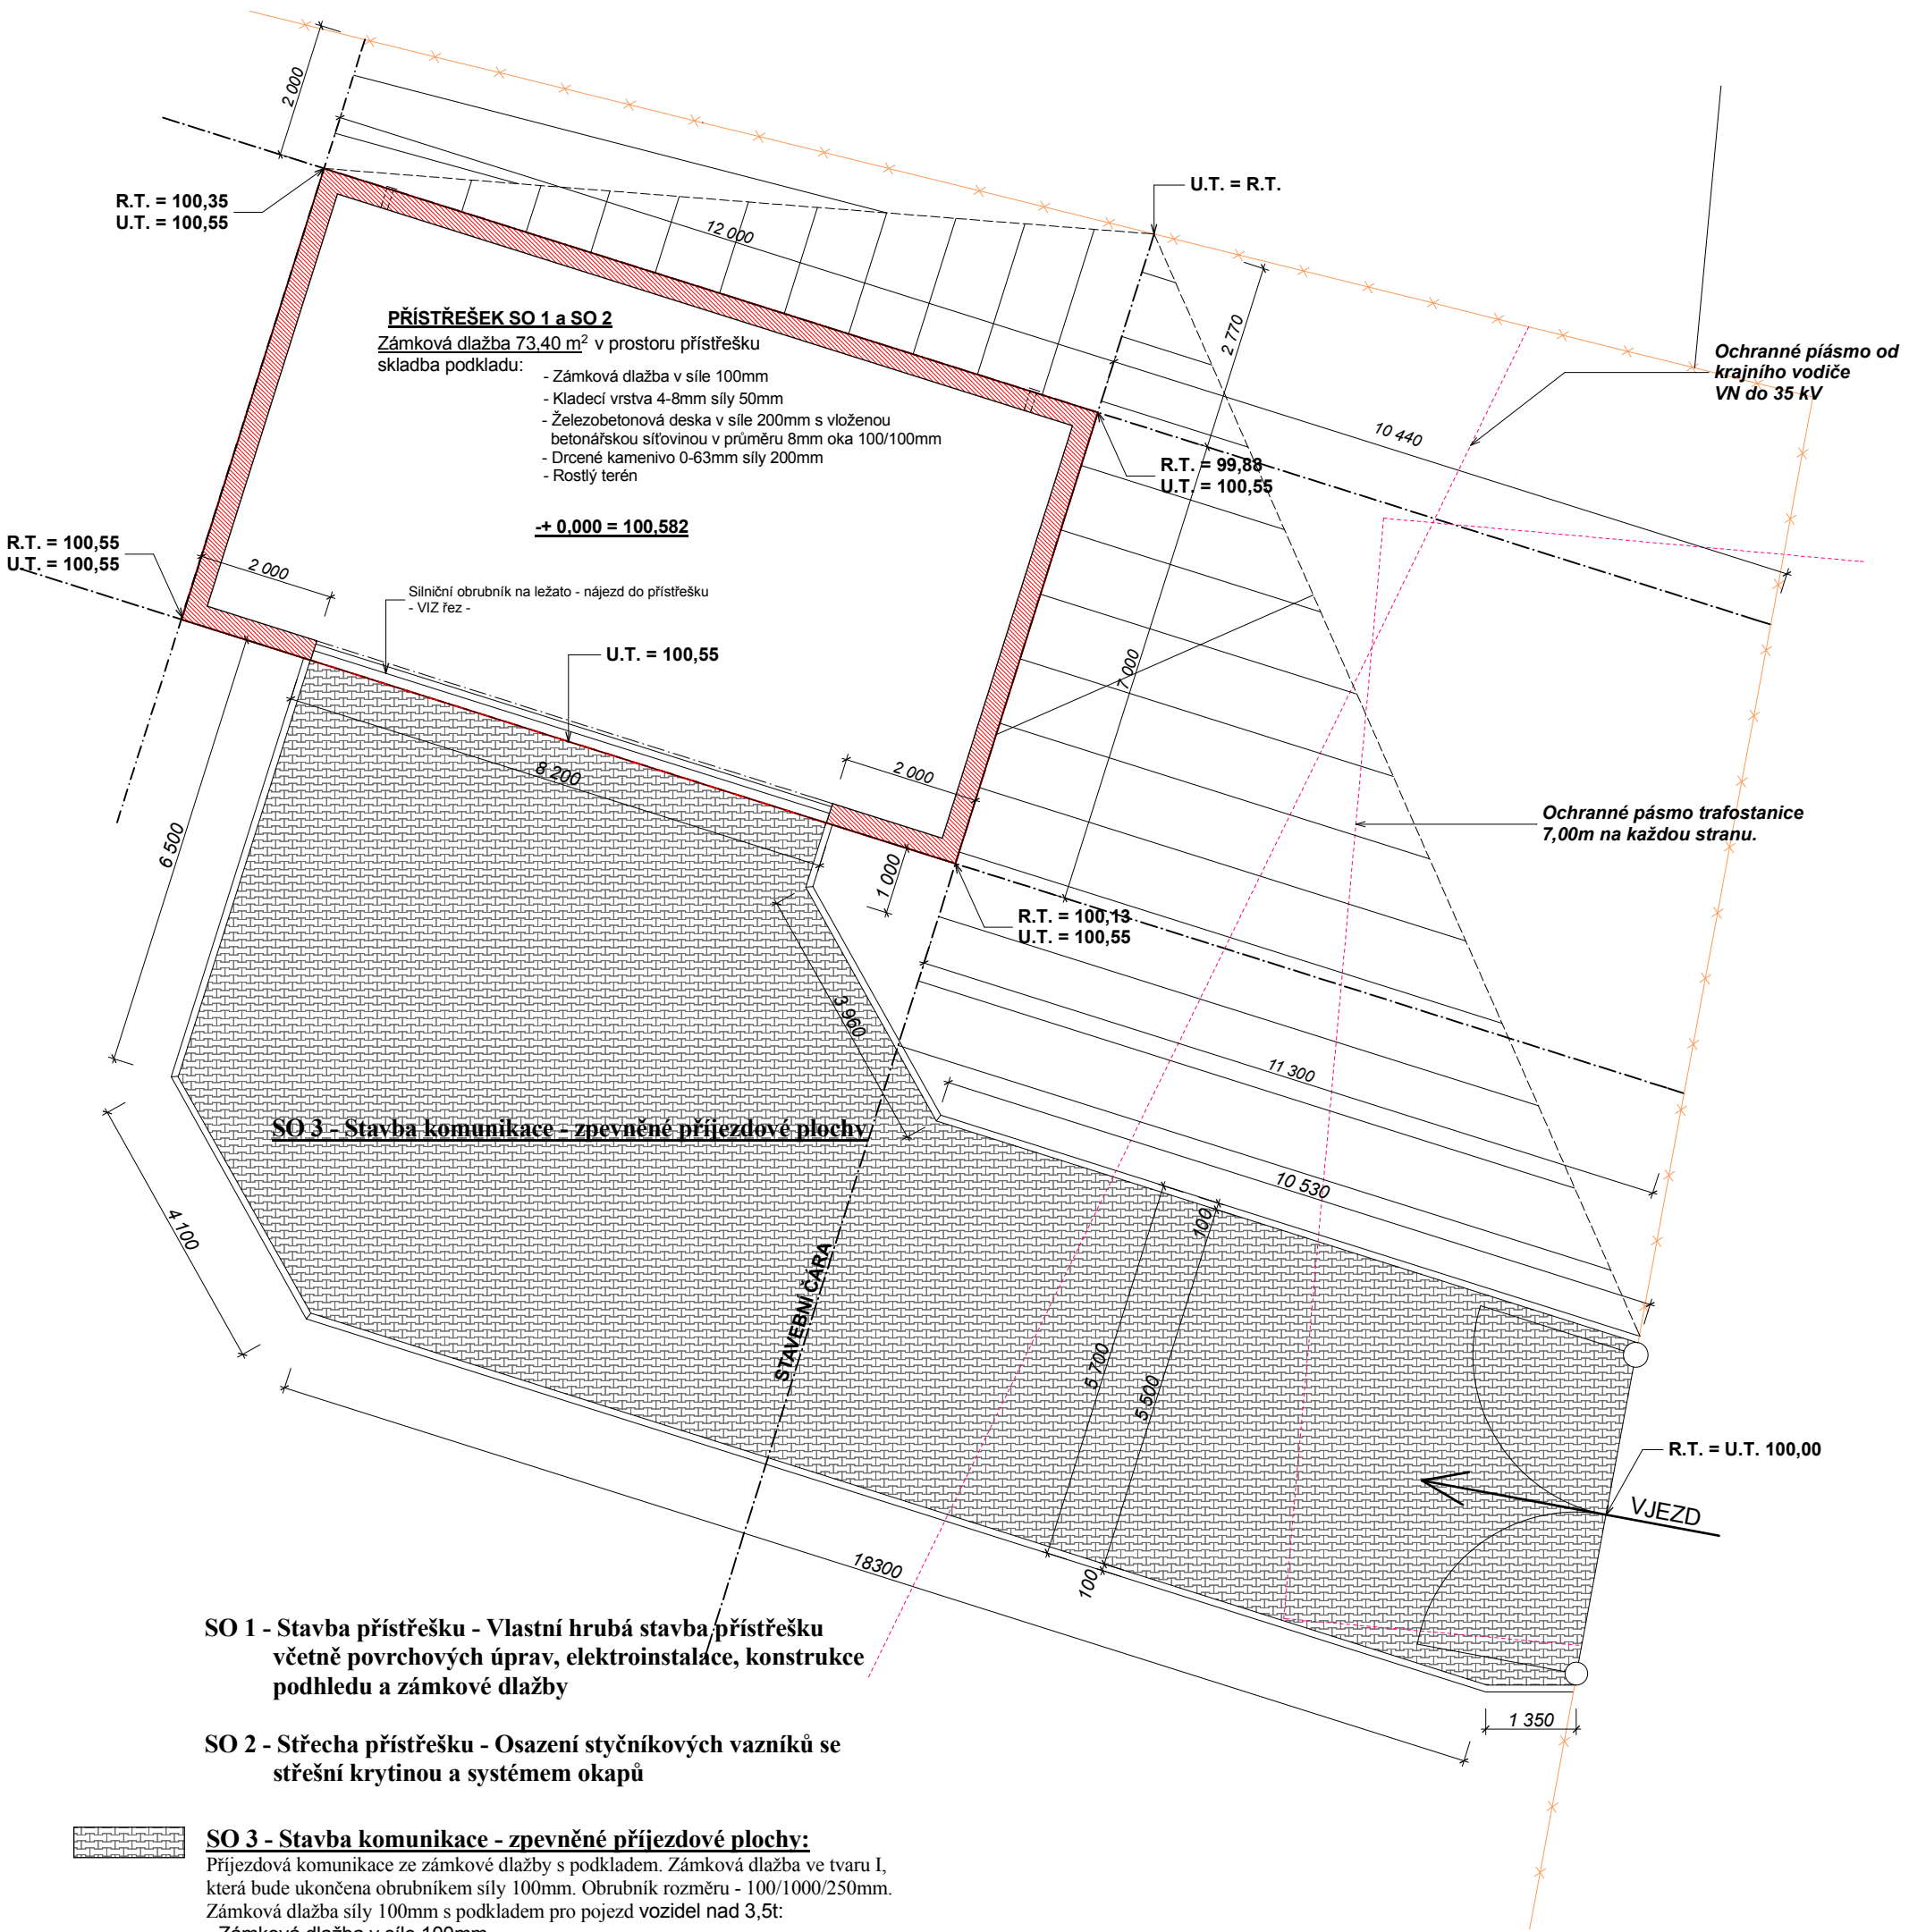 2 000
R.T. = 100,35
U.T. = 100,55
U.T. = R.T.
12 000
2 770
PŘÍSTŘEŠEK SO 1 a SO 2
Zámková dlažba 73,40 m² v prostoru přístřešku
skladba podkladu:
- Zámková dlažba v síle 100mm
- Kladecí vrstva 4-8mm síly 50mm
- Železobetonová deska v síle 200mm s vloženou
betonářskou síťovinou v průměru 8mm oka 100/100mm
- Drcené kamenivo 0-63mm síly 200mm
- Rostlý terén
-+ 0,000 = 100,582
Ochranné píásmo od
krajního vodiče
VN do 35 kV
10 440
R.T. = 99,88
U.T. = 100,55
R.T. = 100,55
U.T. = 100,55
2 000
Silniční obrubník na ležato - nájezd do přístřešku
- VIZ řez -
U.T. = 100,55
7 000
8 200
2 000
6 500
1 000
Ochranné pásmo trafostanice
7,00m na každou stranu.
R.T. = 100,13
U.T. = 100,55
3 960
11 300
SO 3 - Stavba komunikace - zpevněné příjezdové plochy
10 530
4 100
100
STAVEBNÍ ČÁRA
5 700
5 500
R.T. = U.T. 100,00
VJEZD
18300
100
1 350
SO 1 - Stavba přístřešku - Vlastní hrubá stavba přístřešku
včetně povrchových úprav, elektroinstalace, konstrukce
podhledu a zámkové dlažby
SO 2 - Střecha přístřešku - Osazení styčníkových vazníků se
střešní krytinou a systémem okapů
SO 3 - Stavba komunikace - zpevněné příjezdové plochy:
Příjezdová komunikace ze zámkové dlažby s podkladem. Zámková dlažba ve tvaru I,
která bude ukončena obrubníkem síly 100mm. Obrubník rozměru - 100/1000/250mm.
Zámková dlažba síly 100mm s podkladem pro pojezd vozidel nad 3,5t:
- Zámková dlažba v síle 100mm